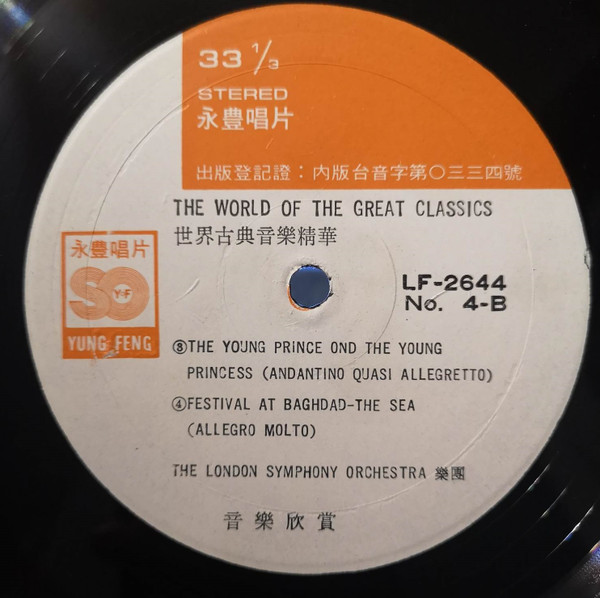 33 1/3
STEREO
永豐唱片
出版登記證：內版台音字第〇三三四號
THE WORLD OF THE GREAT CLASSICS
世界古典音樂精華
永豐唱片
Y-F
YUNG FENG
LF-2644
No. 4-B
③THE YOUNG PRINCE OND THE YOUNG
PRINCESS (ANDANTINO QUASI ALLEGRETTO)
④FESTIVAL AT BAGHDAD-THE SEA
(ALLEGRO MOLTO)
THE LONDON SYMPHONY ORCHESTRA 樂團
音樂欣賞